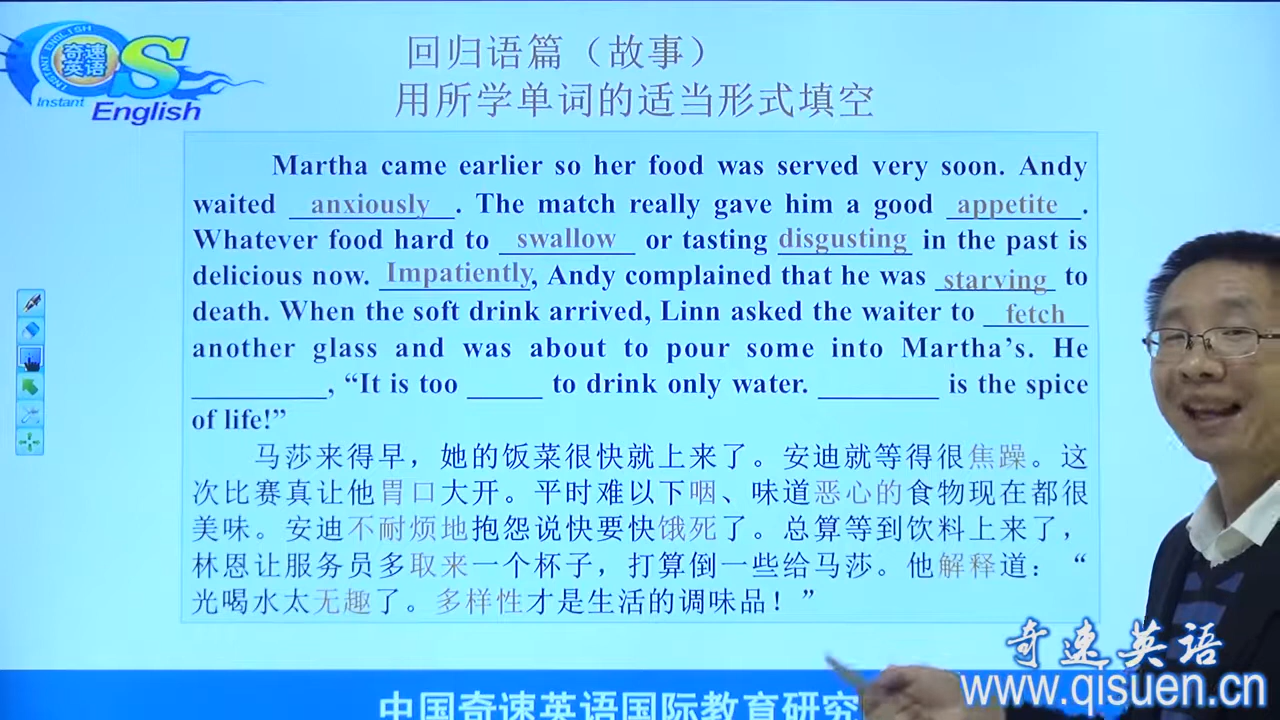 INSTANT ENGLISH
奇速
英语
S
Instant
English
回归语篇（故事）
用所学单词的适当形式填空
Martha came earlier so her food was served very soon. Andy
waited anxiously. The match really gave him a good appetite.
Whatever food hard to swallow or tasting disgusting in the past is
delicious now. Impatiently, Andy complained that he was starving to
death. When the soft drink arrived, Linn asked the waiter to fetch
another glass and was about to pour some into Martha’s. He
________, “It is too _____ to drink only water. ________ is the spice
of life!”
马莎来得早，她的饭菜很快就上来了。安迪就等得很焦躁。这
次比赛真让他胃口大开。平时难以下咽、味道恶心的食物现在都很
美味。安迪不耐烦地抱怨说快要快饿死了。总算等到饮料上来了，
林恩让服务员多取来一个杯子，打算倒一些给马莎。他解释道：“
光喝水太无趣了。多样性才是生活的调味品！”
奇速英语
www.qisuen.cn
中国奇速英语国际教育研究